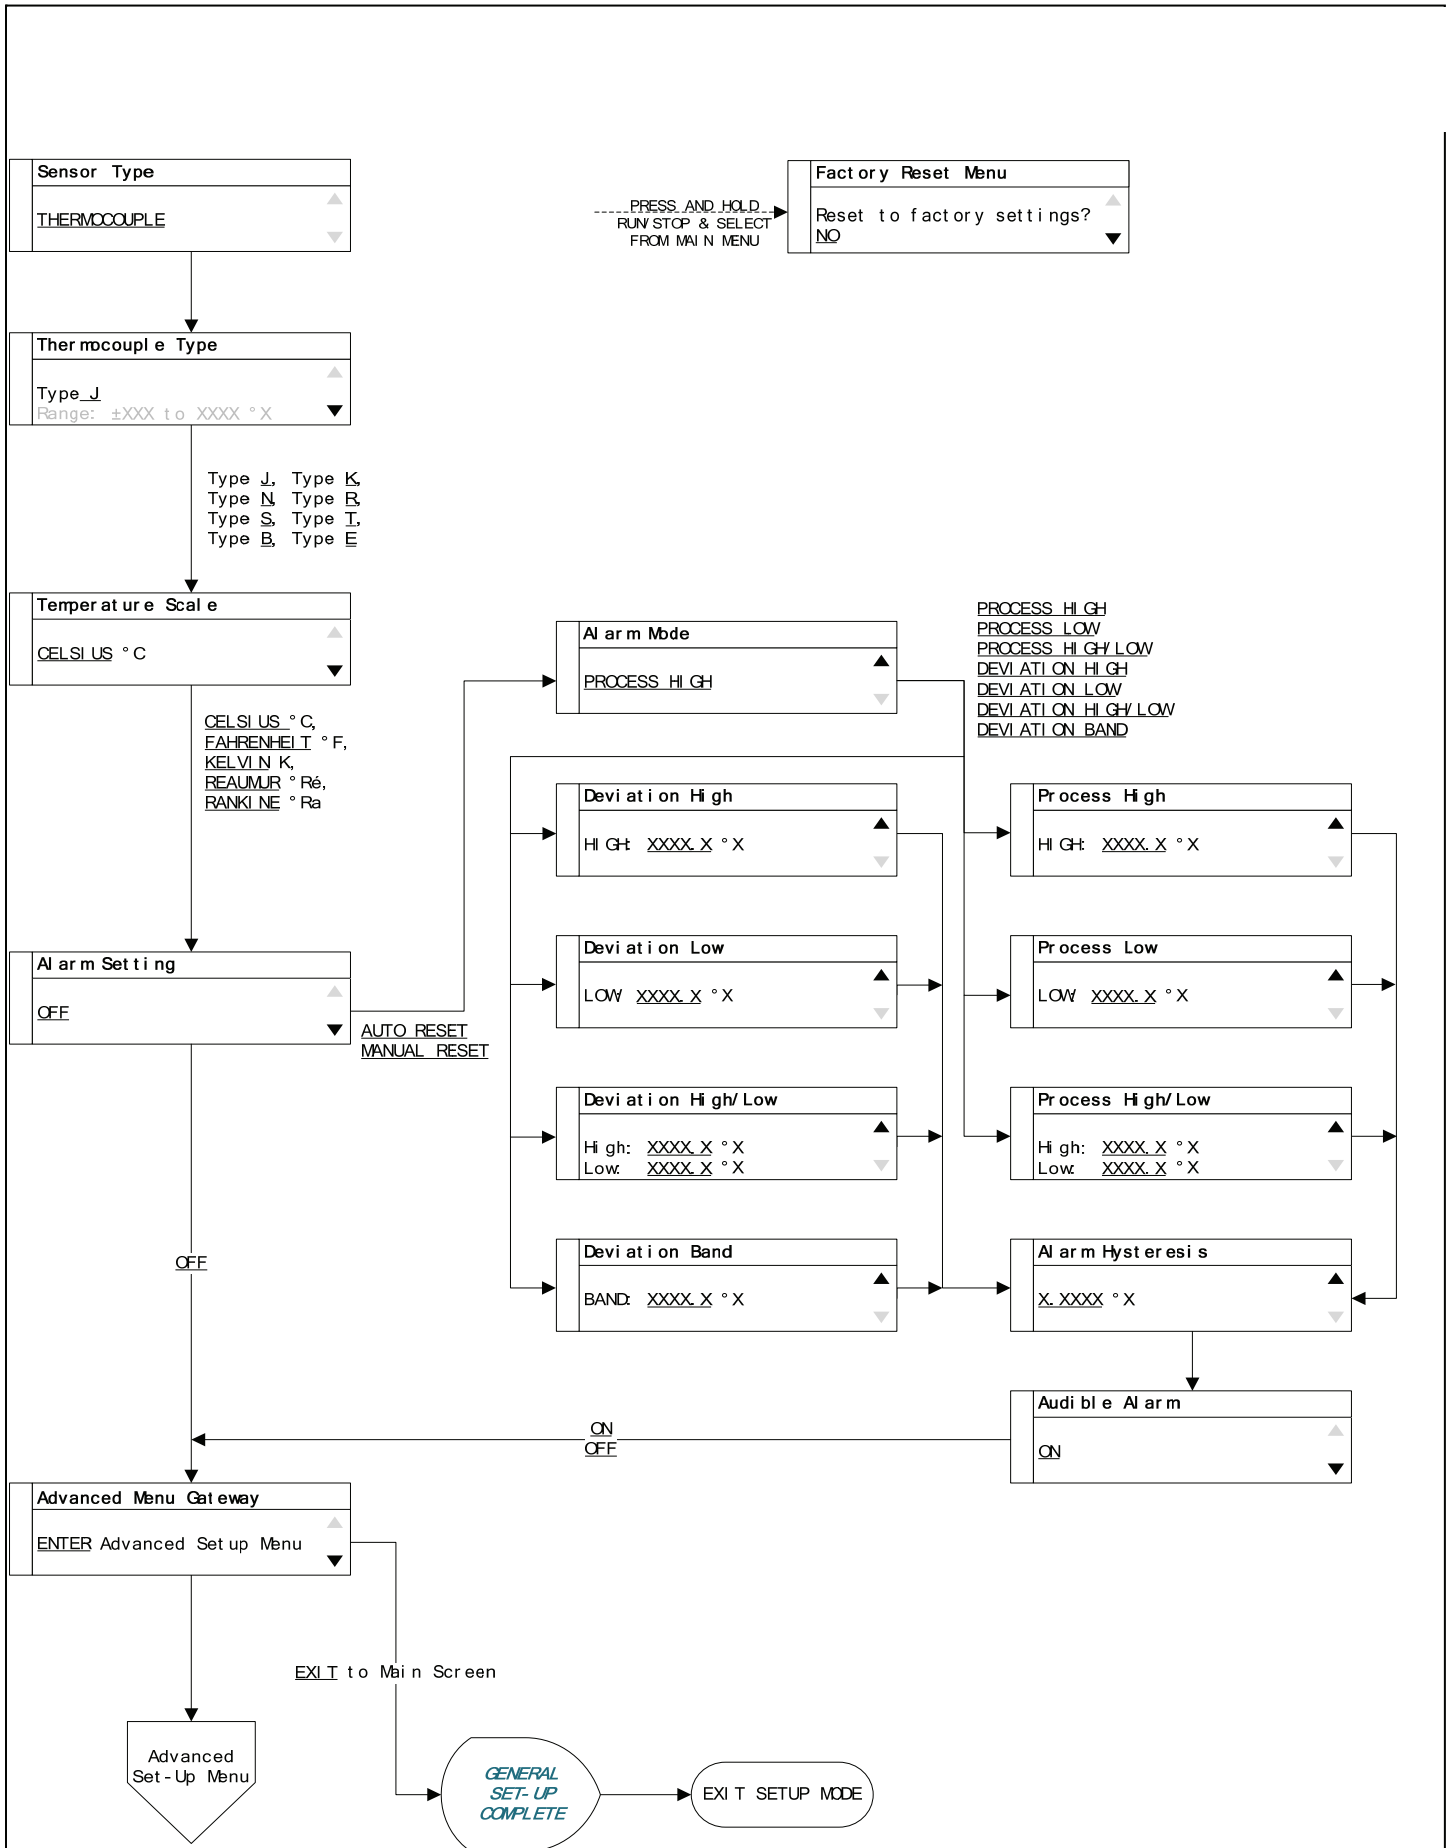 Sensor Type
THERMOCOUPLE
PRESS AND HOLD
RUN/STOP & SELECT
FROM MAIN MENU
Factory Reset Menu
Reset to factory settings?
NO
Thermocouple Type
Type J
Range: ±XXX to XXXX °X
Type J, Type K,
Type N, Type R,
Type S, Type T,
Type B, Type E
Temperature Scale
CELSIUS °C
CELSIUS °C,
FAHRENHEIT °F,
KELVIN K,
REAUMUR °Ré,
RANKINE °Ra
Alarm Mode
PROCESS HIGH
PROCESS HIGH
PROCESS LOW
PROCESS HIGH/LOW
DEVIATION HIGH
DEVIATION LOW
DEVIATION HIGH/LOW
DEVIATION BAND
Deviation High
HIGH: XXXX.X °X
Process High
HIGH: XXXX.X °X
Alarm Setting
OFF
AUTO RESET
MANUAL RESET
Deviation Low
LOW: XXXX.X °X
Process Low
LOW: XXXX.X °X
Deviation High/Low
High: XXXX.X °X
Low: XXXX.X °X
Process High/Low
High: XXXX.X °X
Low: XXXX.X °X
OFF
Deviation Band
BAND: XXXX.X °X
Alarm Hysteresis
X.XXXX °X
Audible Alarm
ON
ON
OFF
Advanced Menu Gateway
ENTER Advanced Setup Menu
EXIT to Main Screen
Advanced
Set-Up Menu
GENERAL
SET-UP
COMPLETE
EXIT SETUP MODE